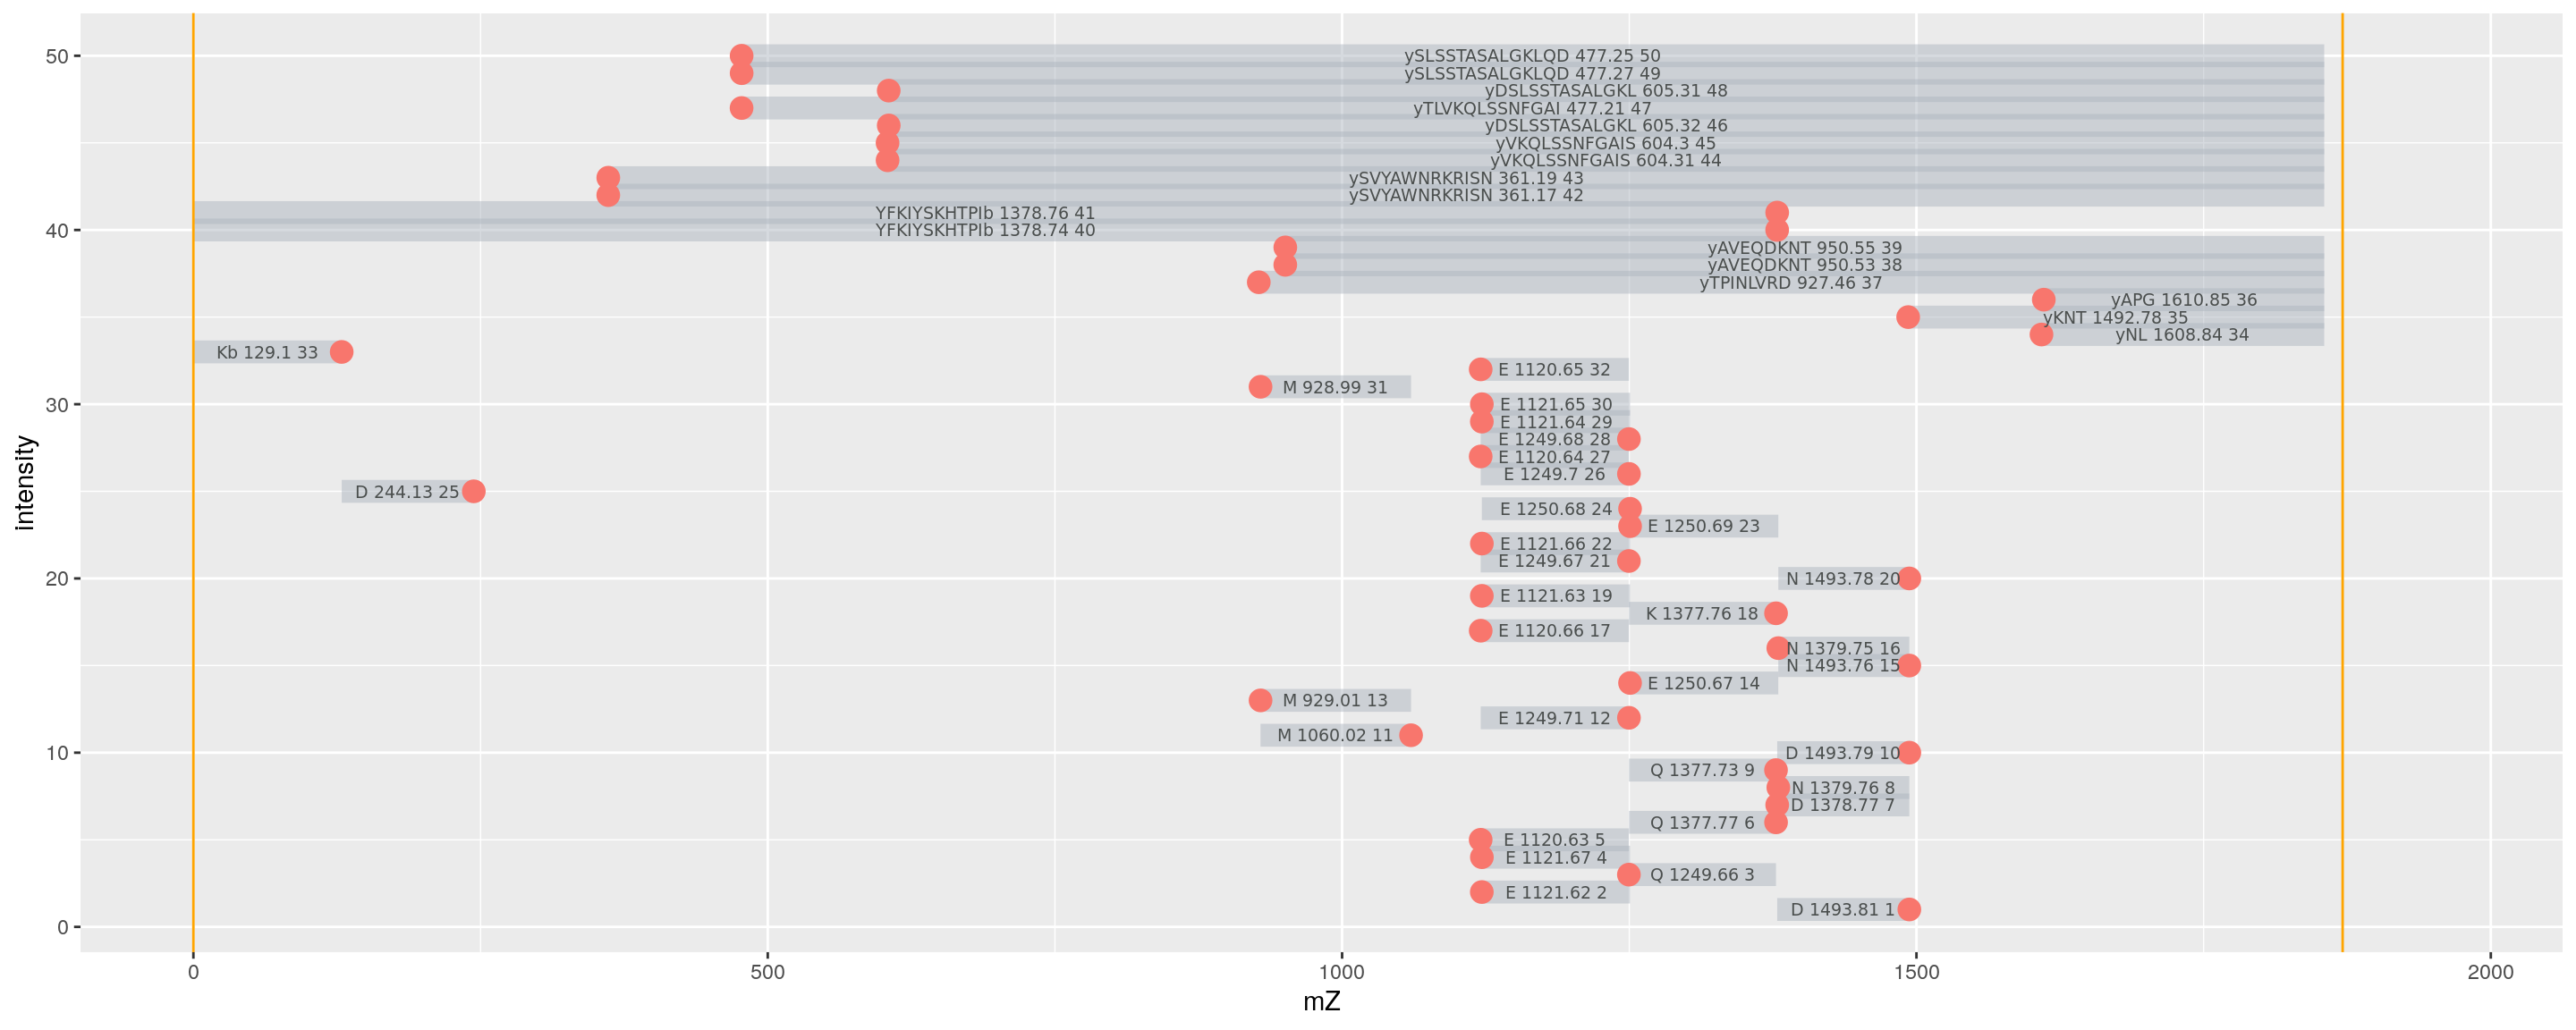 50
ySLSSTASALGKLQD 477.25 50
ySLSSTASALGKLQD 477.27 49
yDSLSSTASALGKL 605.31 48
yTLVKQLSSNFGAI 477.21 47
yDSLSSTASALGKL 605.32 46
yVKQLSSNFGAIS 604.3 45
yVKQLSSNFGAIS 604.31 44
ySVYAWNRKRISN 361.19 43
ySVYAWNRKRISN 361.17 42
YFKIYSKHTPIb 1378.76 41
40
YFKIYSKHTPIb 1378.74 40
yAVEQDKNT 950.55 39
yAVEQDKNT 950.53 38
yTPINLVRD 927.46 37
yAPG 1610.85 36
yKNT 1492.78 35
yNL 1608.84 34
Kb 129.1 33
E 1120.65 32
M 928.99 31
30
E 1121.65 30
E 1121.64 29
E 1249.68 28
E 1120.64 27
E 1249.7 26
D 244.13 25
E 1250.68 24
E 1250.69 23
E 1121.66 22
E 1249.67 21
20
N 1493.78 20
E 1121.63 19
K 1377.76 18
E 1120.66 17
N 1379.75 16
N 1493.76 15
E 1250.67 14
M 929.01 13
E 1249.71 12
M 1060.02 11
10
D 1493.79 10
Q 1377.73 9
N 1379.76 8
D 1378.77 7
Q 1377.77 6
E 1120.63 5
E 1121.67 4
Q 1249.66 3
E 1121.62 2
D 1493.81 1
0
intensity
0 500 1000 1500 2000
mZ